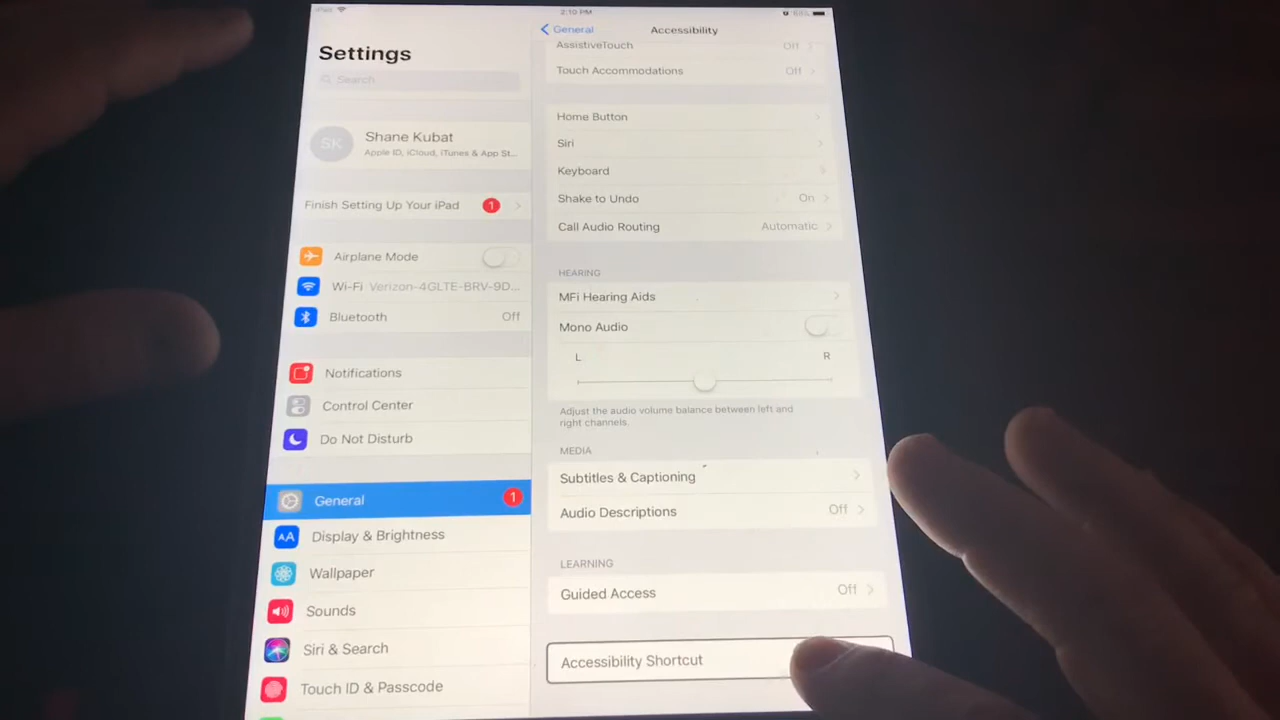 iPad
2:10 PM
68%
Settings
Search
SK
Shane Kubat
Apple ID, iCloud, iTunes & App St...
Finish Setting Up Your iPad 1
Airplane Mode
Wi-Fi Verizon-4GLTE-BRV-9D...
Bluetooth Off
Notifications
Control Center
Do Not Disturb
General 1
AA Display & Brightness
Wallpaper
Sounds
Siri & Search
Touch ID & Passcode
General
Accessibility
AssistiveTouch Off
Touch Accommodations Off
Home Button
Siri
Keyboard
Shake to Undo On
Call Audio Routing Automatic
HEARING
MFi Hearing Aids
Mono Audio
L R
Adjust the audio volume balance between left and
right channels.
MEDIA
Subtitles & Captioning
Audio Descriptions Off
LEARNING
Guided Access Off
Accessibility Shortcut